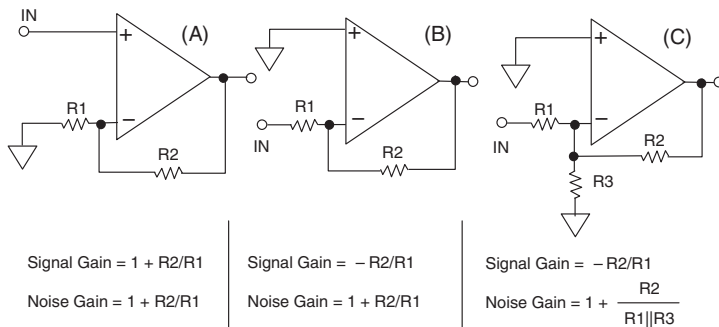 IN
+
(A)
R1
−
R2
+
(B)
R1
−
IN
R2
+
(C)
R1
−
IN
R2
R3
Signal Gain = 1 + R2/R1
Noise Gain = 1 + R2/R1
Signal Gain = − R2/R1
Noise Gain = 1 + R2/R1
Signal Gain = − R2/R1
Noise Gain = 1 + R2
R1||R3